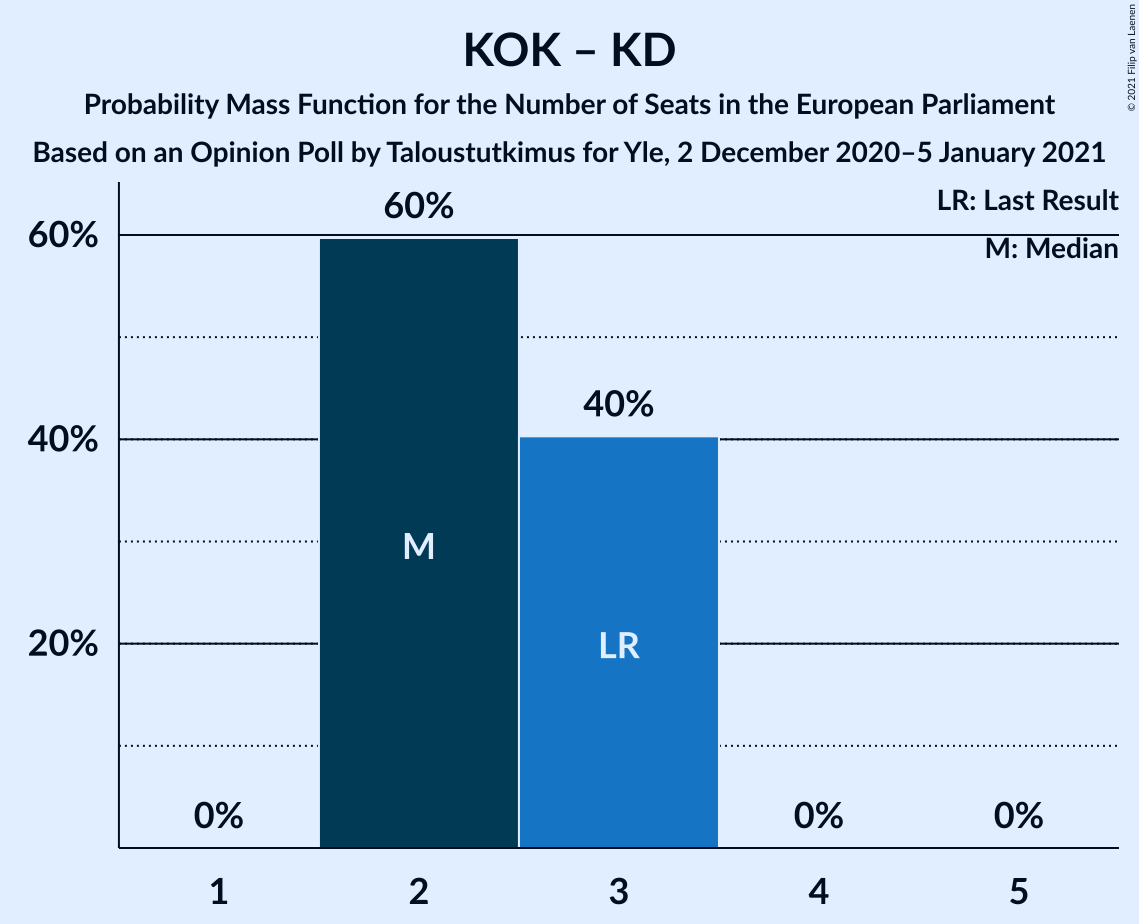 KOK – KD
Probability Mass Function for the Number of Seats in the European Parliament
Based on an Opinion Poll by Taloustutkimus for Yle, 2 December 2020–5 January 2021
© 2021 Filip van Laenen
LR: Last Result
M: Median
60%
60%
40%
40%
M
LR
20%
0%
0%
0%
1
2
3
4
5